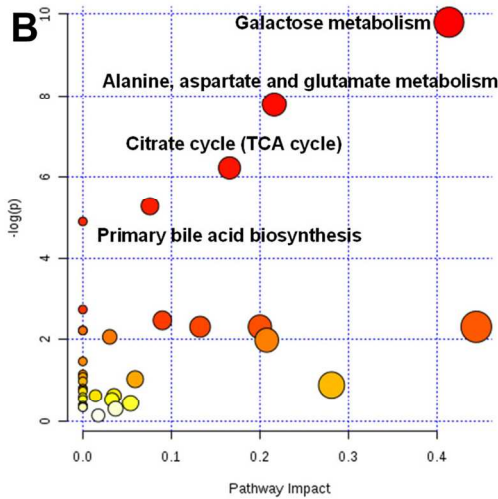 B
Galactose metabolism
Alanine, aspartate and glutamate metabolism
Citrate cycle (TCA cycle)
Primary bile acid biosynthesis
-log(p)
10
8
6
4
2
0
0.0 0.1 0.2 0.3 0.4
Pathway Impact